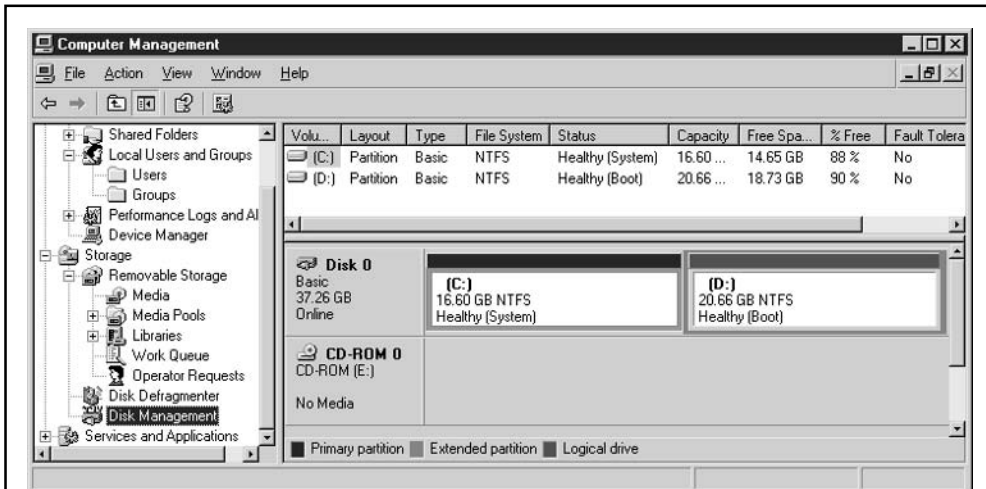 Computer Management
File Action View Window Help
Shared Folders
Local Users and Groups
Users
Groups
Performance Logs and Al
Device Manager
Storage
Removable Storage
Media
Media Pools
Libraries
Work Queue
Operator Requests
Disk Defragmenter
Disk Management
Services and Applications
Volu... Layout Type File System Status Capacity Free Spa... % Free Fault Tolera
(C:) Partition Basic NTFS Healthy (System) 16.60 ... 14.65 GB 88 % No
(D:) Partition Basic NTFS Healthy (Boot) 20.66 ... 18.73 GB 90 % No
Disk 0
Basic
37.26 GB
Online
(C:)
16.60 GB NTFS
Healthy (System)
(D:)
20.66 GB NTFS
Healthy (Boot)
CD-ROM 0
CD-ROM (E:)
No Media
Primary partition Extended partition Logical drive